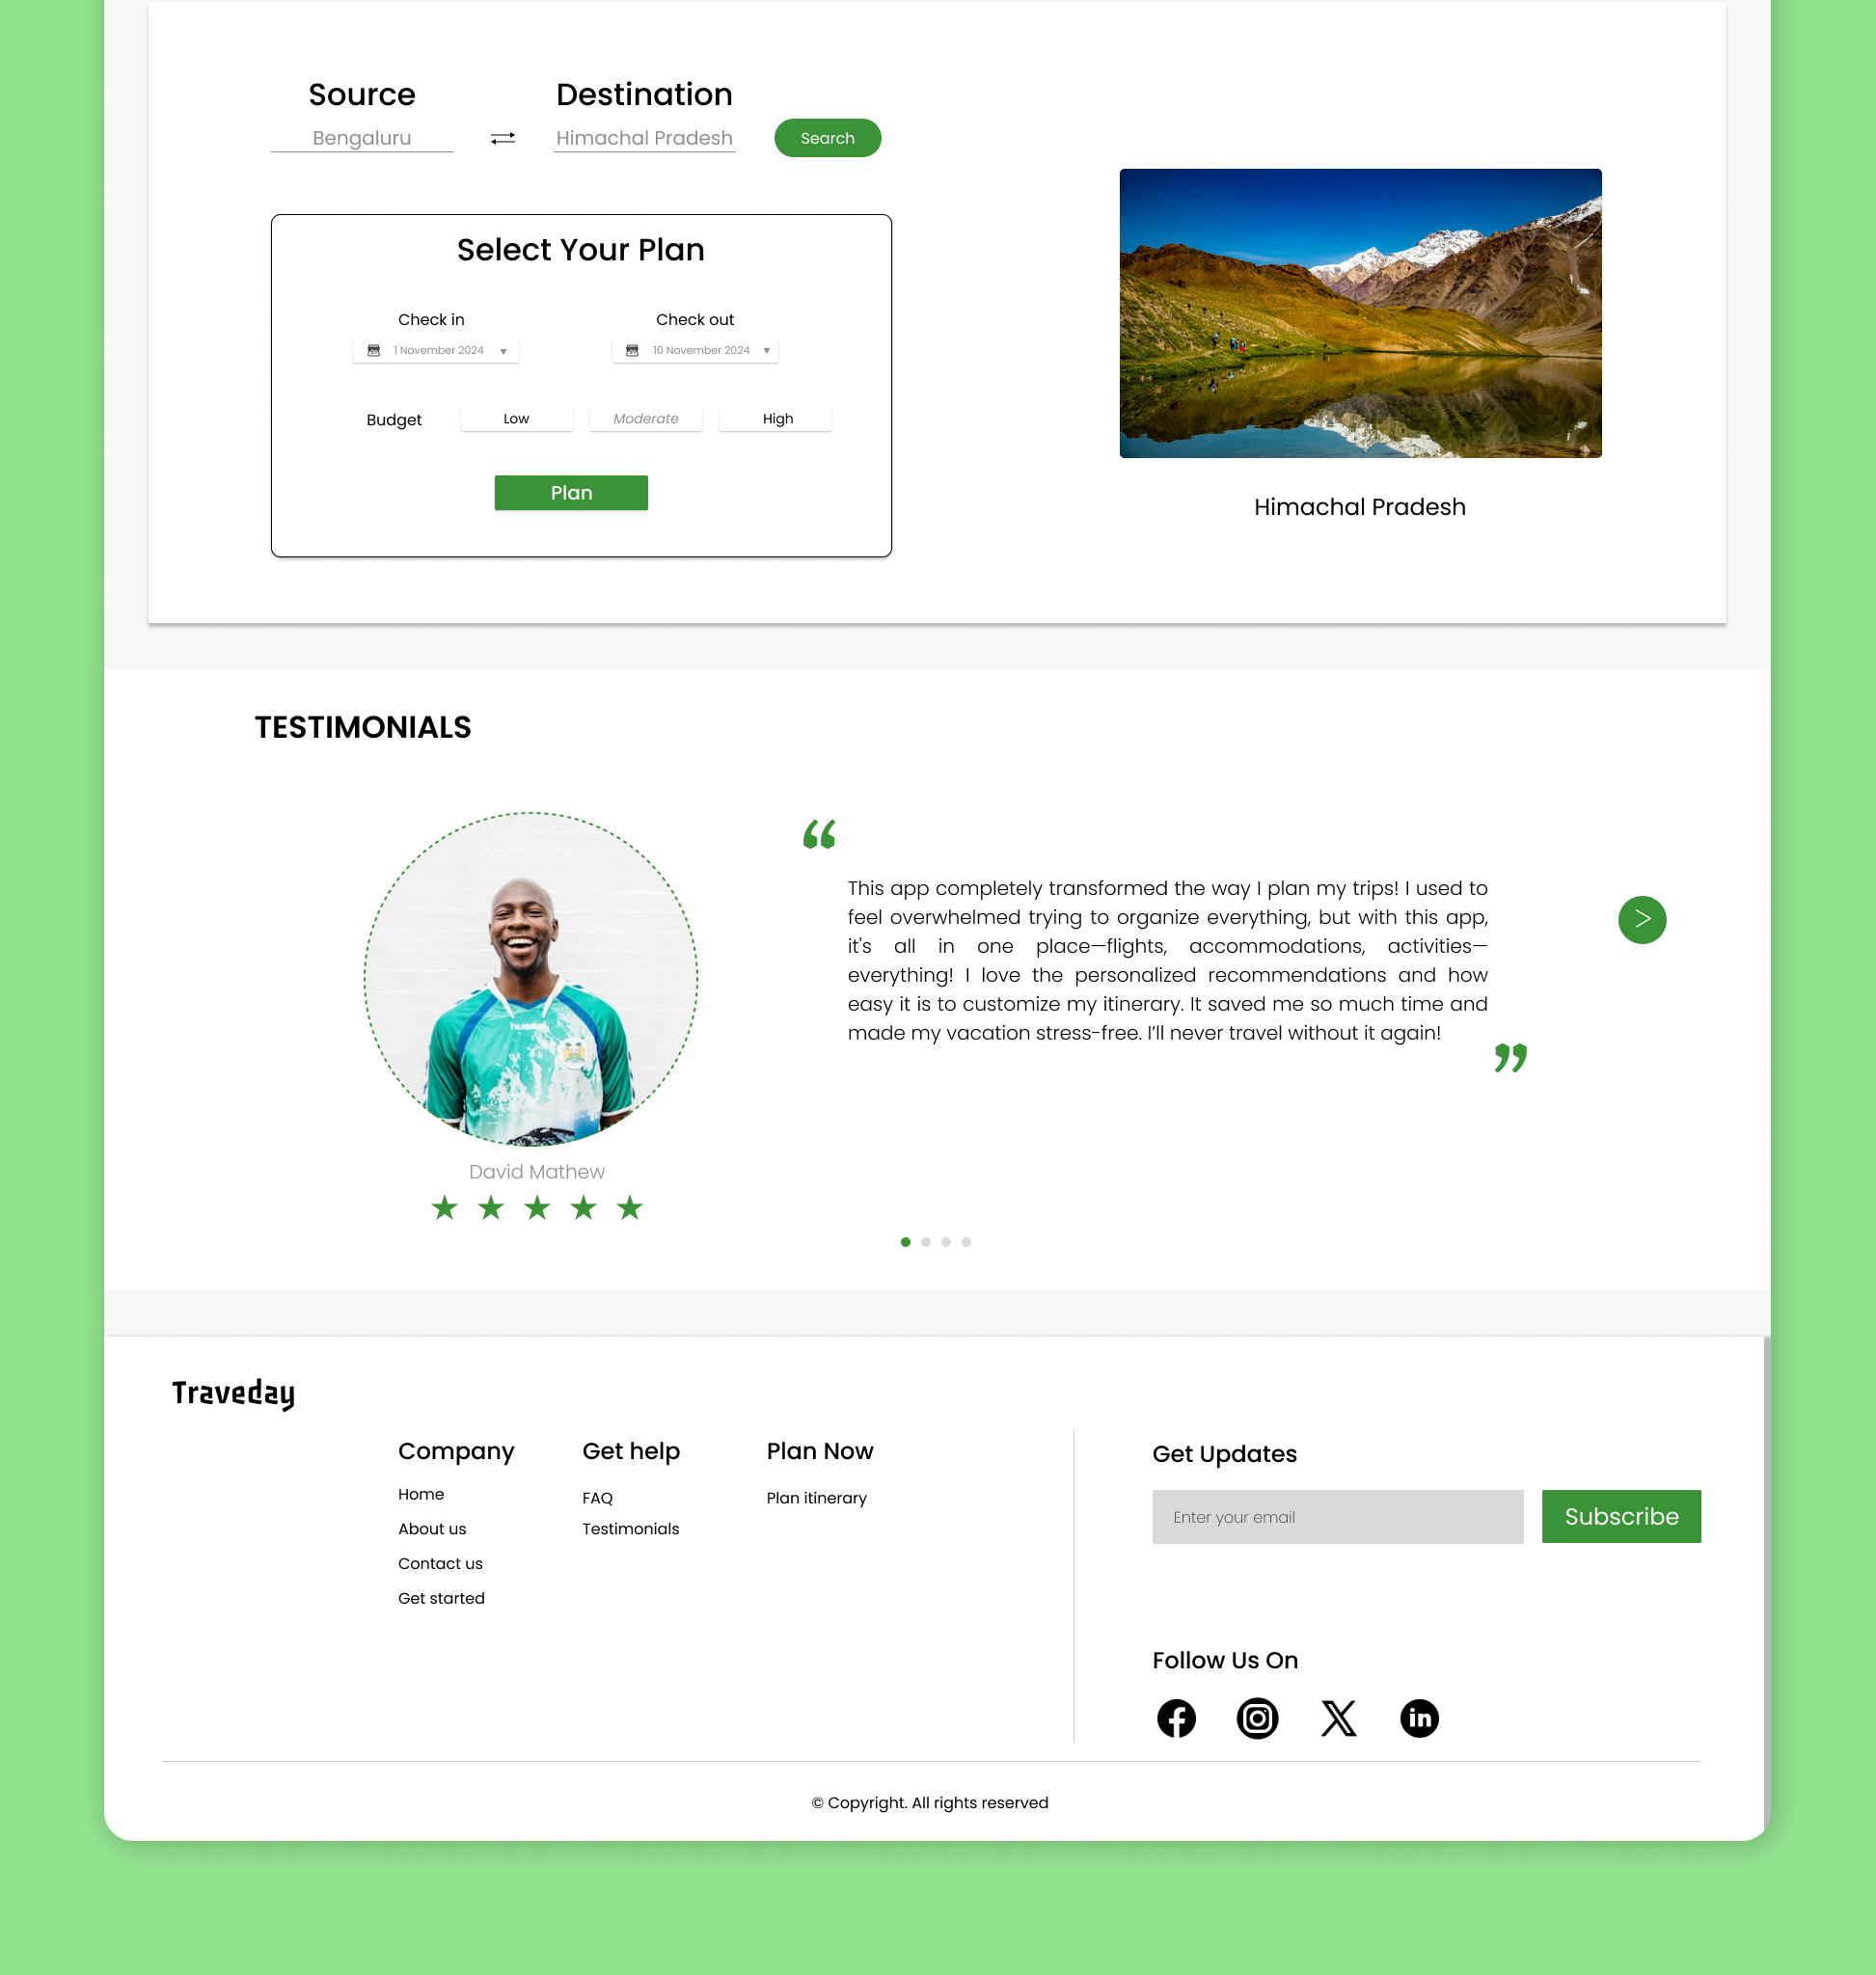 Source
Destination
Bengaluru
Himachal Pradesh
Search
Select Your Plan
Check in
Check out
1 November 2024
10 November 2024
Budget
Low
Moderate
High
Plan
Himachal Pradesh
TESTIMONIALS
“
This app completely transformed the way I plan my trips! I used to
feel overwhelmed trying to organize everything, but with this app,
it's all in one place—flights, accommodations, activities—
everything! I love the personalized recommendations and how
easy it is to customize my itinerary. It saved me so much time and
made my vacation stress-free. I’ll never travel without it again!
”
>
David Mathew
Traveday
Company
Home
About us
Contact us
Get started
Get help
FAQ
Testimonials
Plan Now
Plan itinerary
Get Updates
Enter your email
Subscribe
Follow Us On
© Copyright. All rights reserved